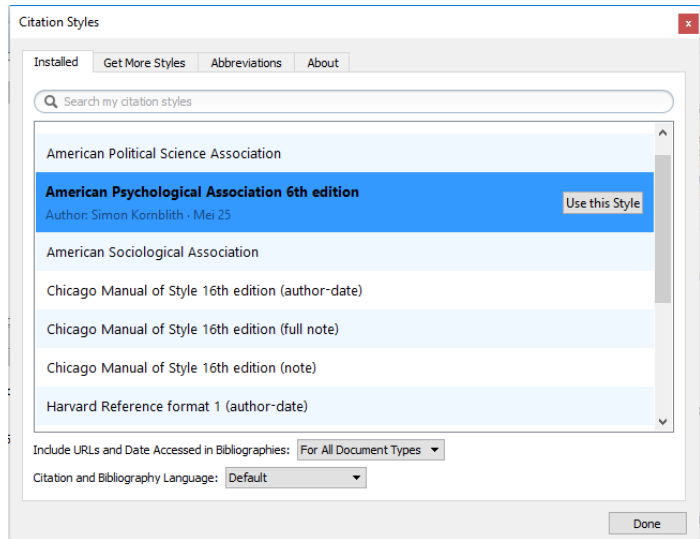 Citation Styles
x
Installed
Get More Styles
Abbreviations
About
Search my citation styles
American Political Science Association
American Psychological Association 6th edition
Use this Style
Author: Simon Kornblith - Mei 25
American Sociological Association
Chicago Manual of Style 16th edition (author-date)
Chicago Manual of Style 16th edition (full note)
Chicago Manual of Style 16th edition (note)
Harvard Reference format 1 (author-date)
Include URLs and Date Accessed in Bibliographies: For All Document Types
Citation and Bibliography Language: Default
Done